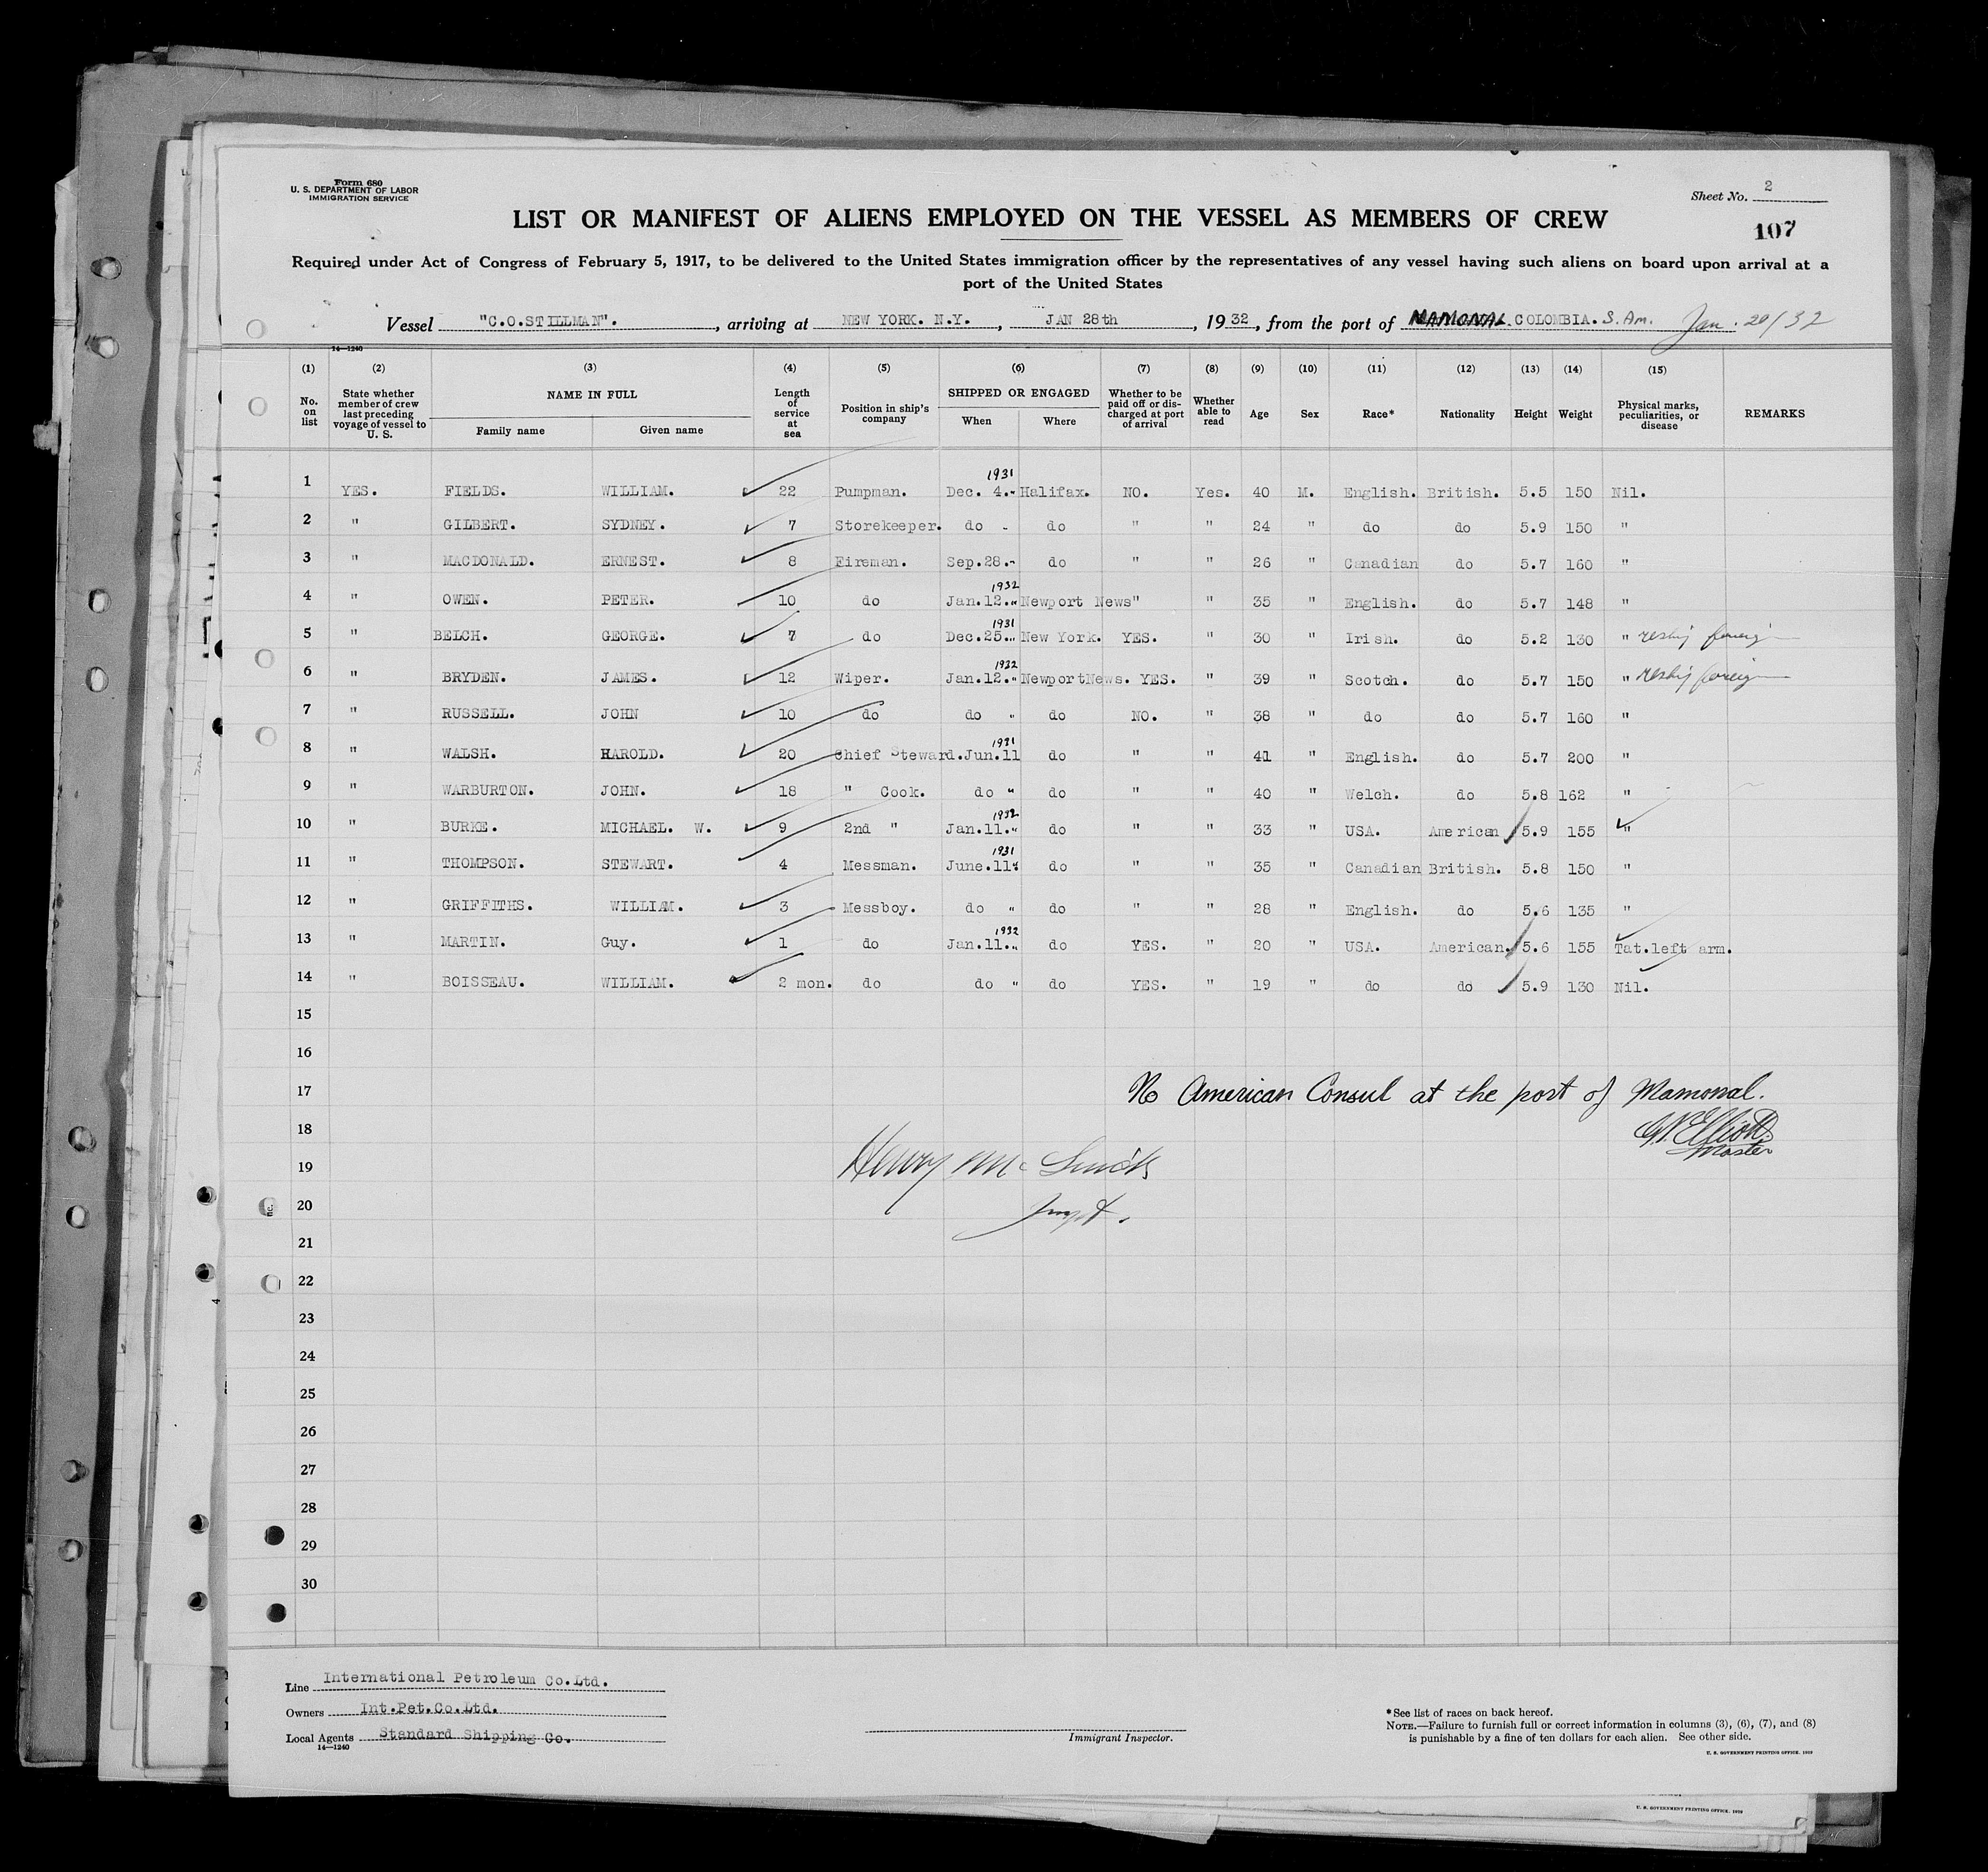 Form 680
U. S. DEPARTMENT OF LABOR
IMMIGRATION SERVICE
Sheet No. 2
LIST OR MANIFEST OF ALIENS EMPLOYED ON THE VESSEL AS MEMBERS OF CREW
107
Required under Act of Congress of February 5, 1917, to be delivered to the United States immigration officer by the representatives of any vessel having such aliens on board upon arrival at a
port of the United States
Vessel "C.O.STILLMAN". , arriving at NEW YORK. N.Y. , JAN 28th , 1932, from the port of MAMONAL COLOMBIA. S. Am. Jan. 20/32
14—1240
(1) (2) (3) (4) (5) (6) (7) (8) (9) (10) (11) (12) (13) (14) (15)
No. on list State whether member of crew last preceding voyage of vessel to U. S. NAME IN FULL Family name Given name Length of service at sea Position in ship's company SHIPPED OR ENGAGED When Where Whether to be paid off or discharged at port of arrival Whether able to read Age Sex Race* Nationality Height Weight Physical marks, peculiarities, or disease REMARKS
1 YES. FIELDS. WILLIAM. 22 Pumpman. Dec. 4. 1931 Halifax. NO. Yes. 40 M. English. British. 5.5 150 Nil.
2 " GILBERT. SYDNEY. 7 Storekeeper. do - do " " 24 " do do 5.9 150 "
3 " MACDONALD. ERNEST. 8 Fireman. Sep.28.- do " " 26 " Canadian do 5.7 160 "
4 " OWEN. PETER. 10 do Jan.12. 1932 " Newport News " " 35 " English. do 5.7 148 "
5 " BELCH. GEORGE. 7 do Dec.25. 1931 New York. YES. " 30 " Irish. do 5.2 130 " foreign
6 " BRYDEN. JAMES. 12 Wiper. Jan.12. 1932 " NewportNews. YES. " 39 " Scotch. do 5.7 150 " foreign
7 " RUSSELL. JOHN 10 do do " do NO. " 38 " do do 5.7 160 "
8 " WALSH. HAROLD. 20 Chief Steward. Jun.11 1931 do " " 41 " English. do 5.7 200 "
9 " WARBURTON. JOHN. 18 " Cook. do " do " " 40 " Welch. do 5.8 162 "
10 " BURKE. MICHAEL. W. 9 2nd " Jan.11. 1932 " do " " 33 " USA. American 5.9 155 "
11 " THOMPSON. STEWART. 4 Messman. June.11 1931 " do " " 35 " Canadian British. 5.8 150 "
12 " GRIFFITHS. WILLIAM. 3 Messboy. do " do " " 28 " English. do 5.6 135 "
13 " MARTIN. Guy. 1 do Jan.11. 1932 " do YES. " 20 " USA. American. 5.6 155 Tat.left arm.
14 " BOISSEAU. WILLIAM. 2 mon. do do " do YES. " 19 " do do 5.9 130 Nil.
15
16
17 No American Consul at the port of Mamonal.
18 Elliott
Master
19 Henry Mc
20
21
22
23
24
25
26
27
28
29
30
Line International Petroleum Co.Ltd.
Owners Int.Pet.Co.Ltd.
Local Agents Standard Shipping Co.
14—1240
Immigrant Inspector.
*See list of races on back hereof.
NOTE.—Failure to furnish full or correct information in columns (3), (6), (7), and (8)
is punishable by a fine of ten dollars for each alien. See other side.
U. S. GOVERNMENT PRINTING OFFICE. 1929
U. S. GOVERNMENT PRINTING OFFICE. 1929